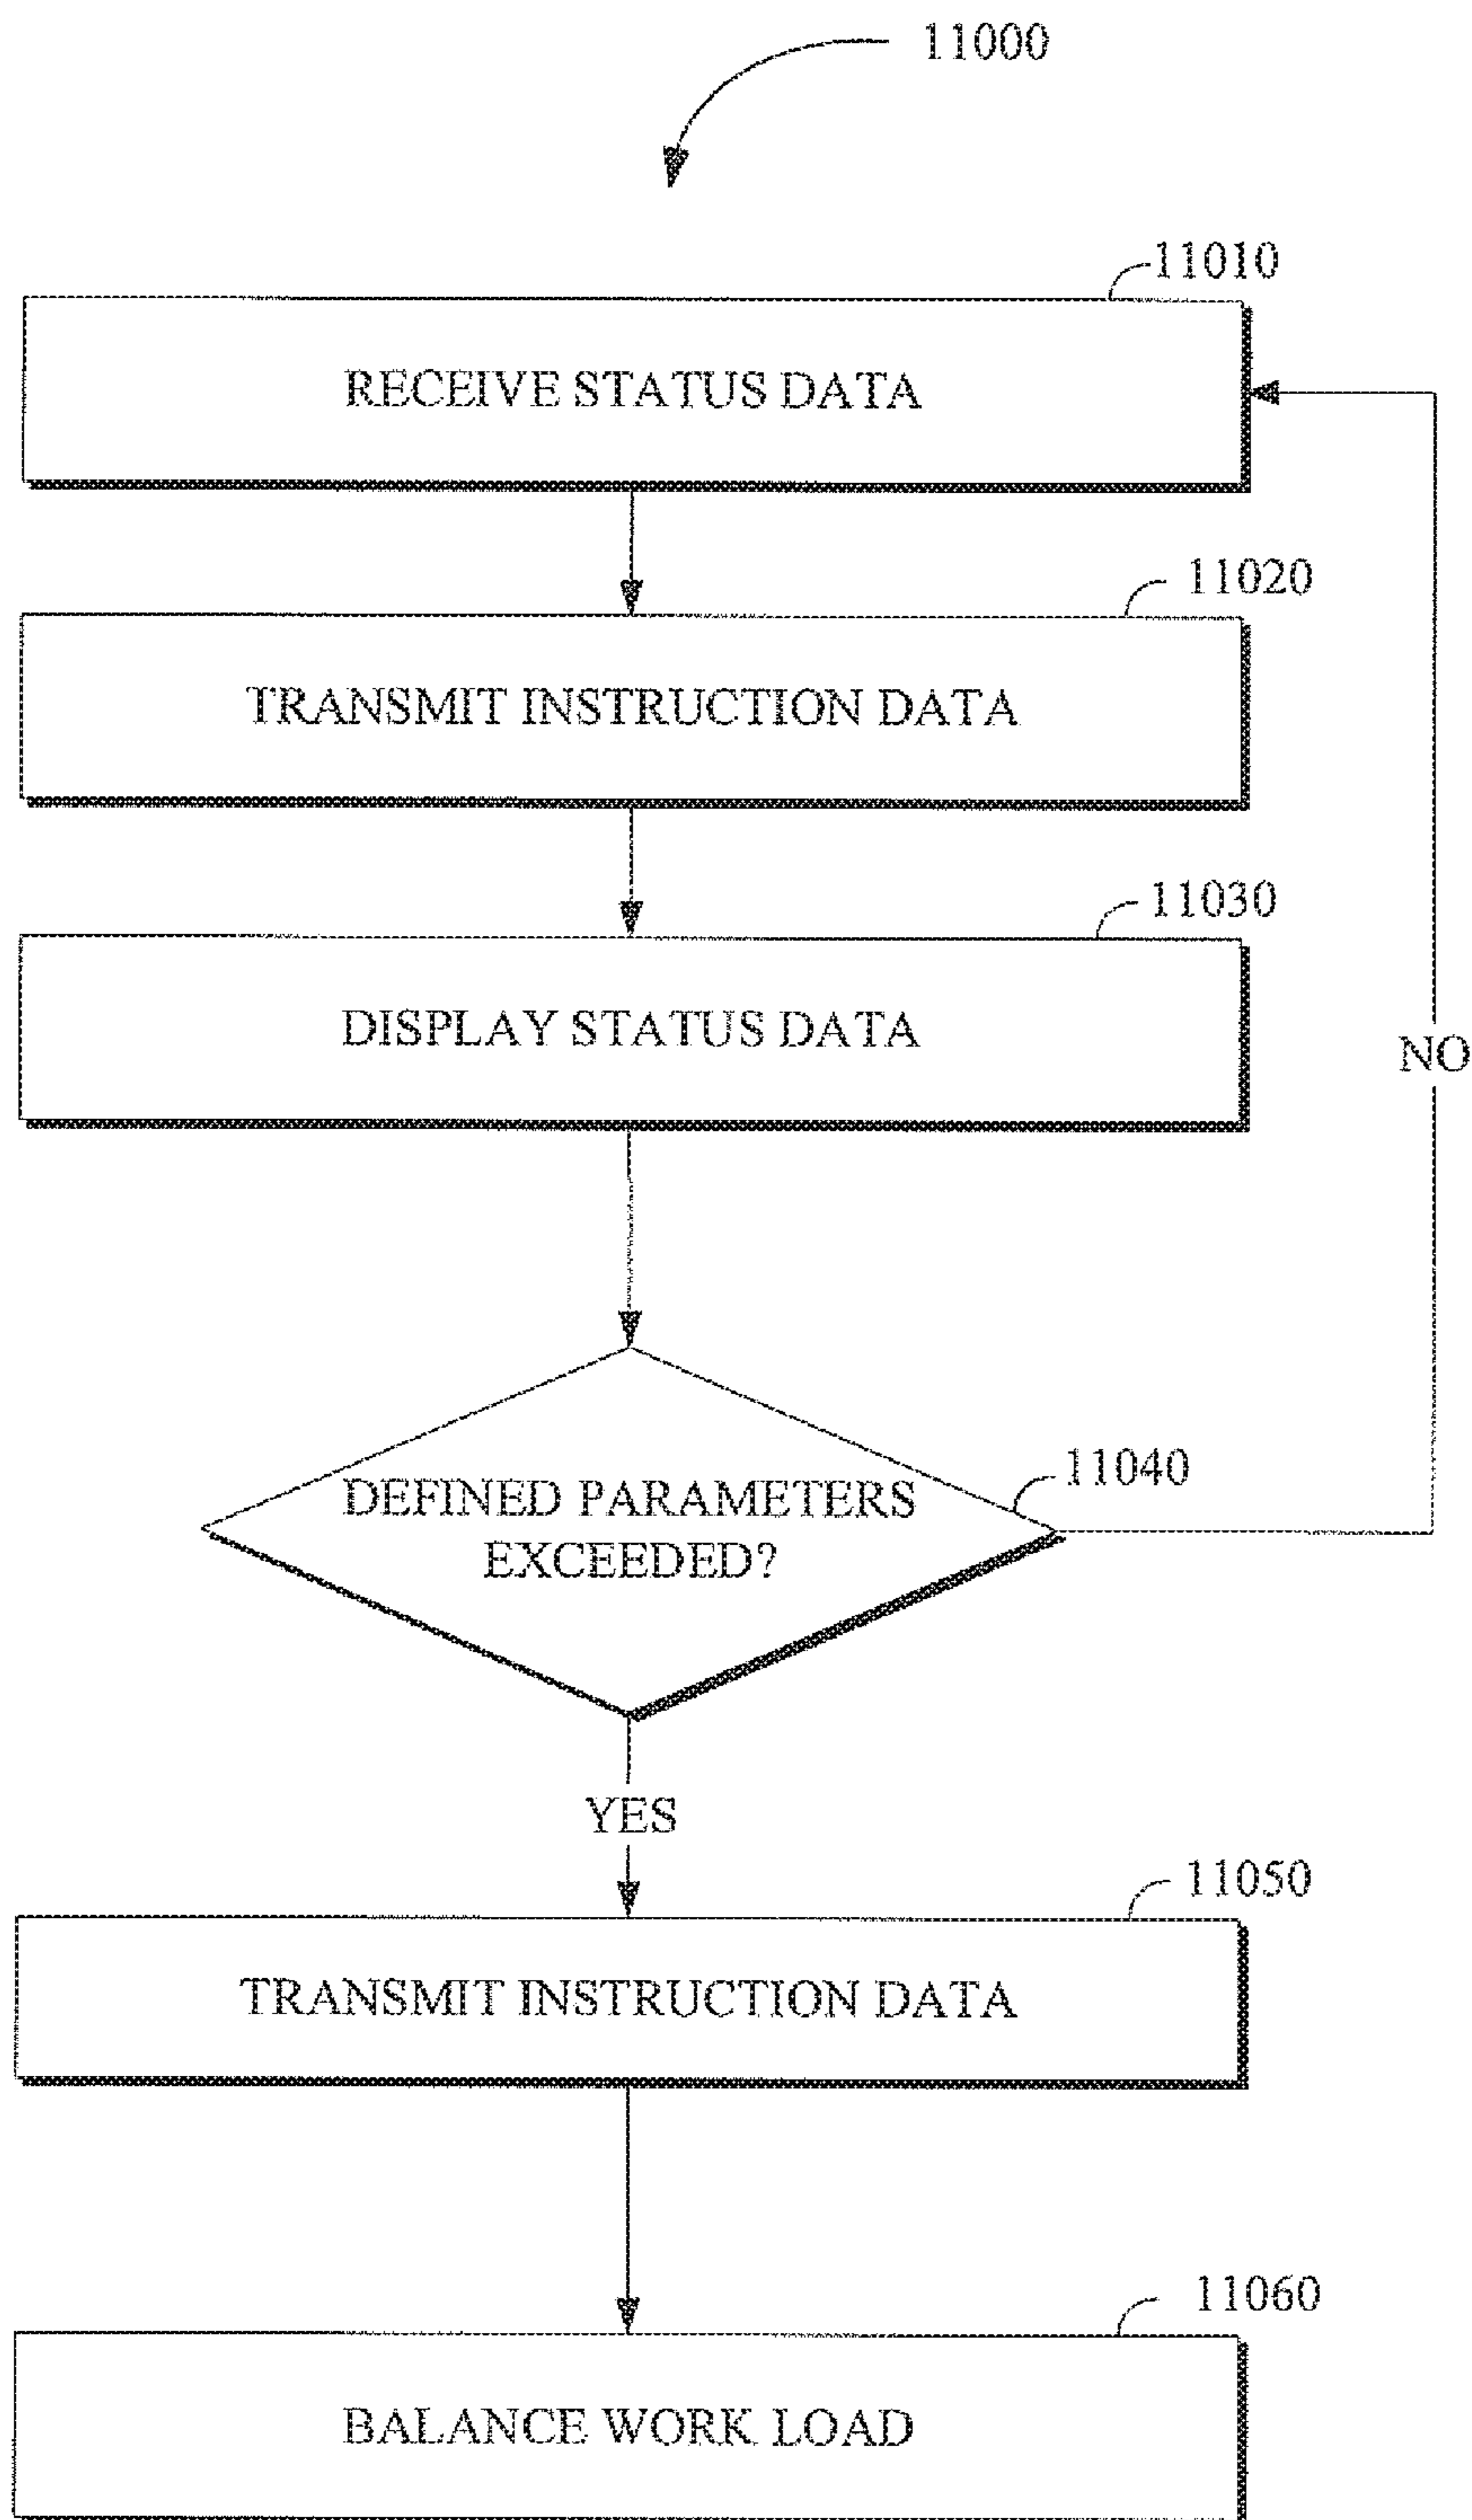 11000
11010
RECEIVE STATUS DATA
11020
TRANSMIT INSTRUCTION DATA
11030
DISPLAY STATUS DATA
NO
11040
DEFINED PARAMETERS
EXCEEDED?
YES
11050
TRANSMIT INSTRUCTION DATA
11060
BALANCE WORK LOAD